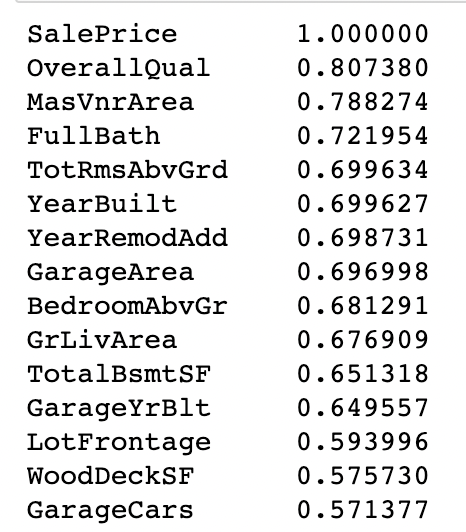 SalePrice 1.000000
OverallQual 0.807380
MasVnrArea 0.788274
FullBath 0.721954
TotRmsAbvGrd 0.699634
YearBuilt 0.699627
YearRemodAdd 0.698731
GarageArea 0.696998
BedroomAbvGr 0.681291
GrLivArea 0.676909
TotalBsmtSF 0.651318
GarageYrBlt 0.649557
LotFrontage 0.593996
WoodDeckSF 0.575730
GarageCars 0.571377